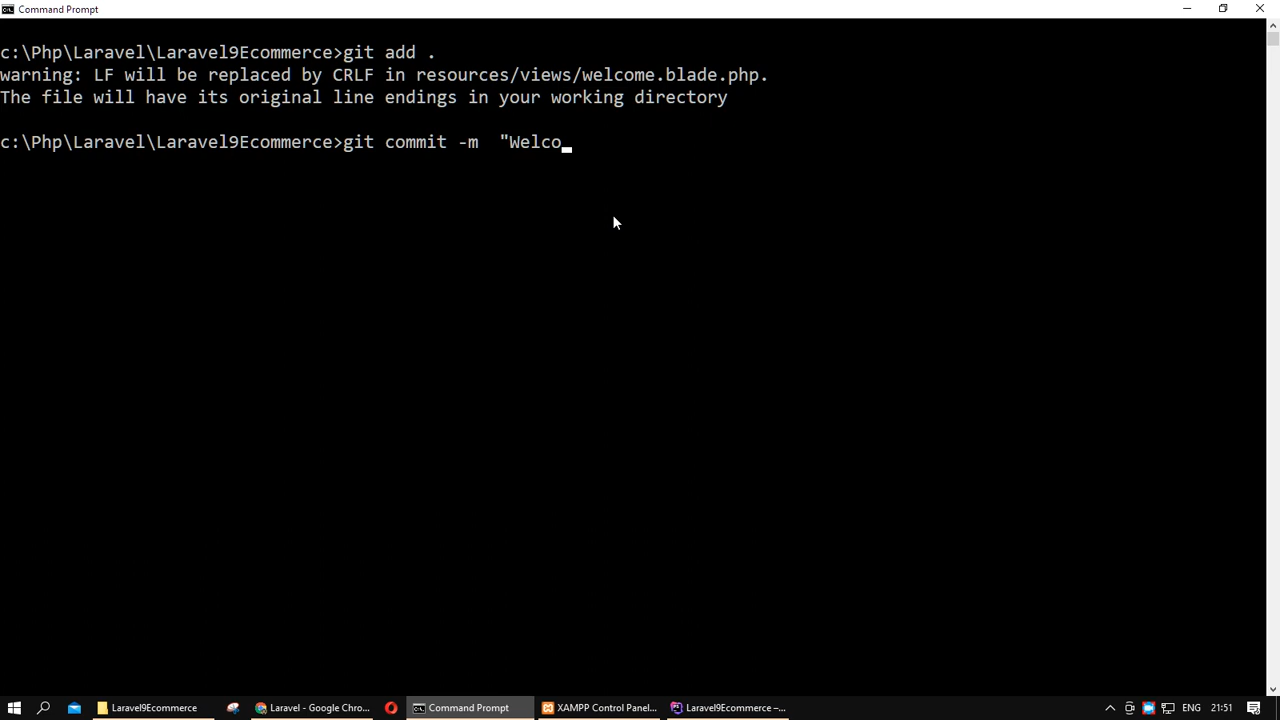 Command Prompt
c:\Php\Laravel\Laravel9Ecommerce>git add .
warning: LF will be replaced by CRLF in resources/views/welcome.blade.php.
The file will have its original line endings in your working directory
c:\Php\Laravel\Laravel9Ecommerce>git commit -m  "Welco
Laravel9Ecommerce
Laravel - Google Chro...
Command Prompt
XAMPP Control Panel...
Laravel9Ecommerce –...
ENG
21:51